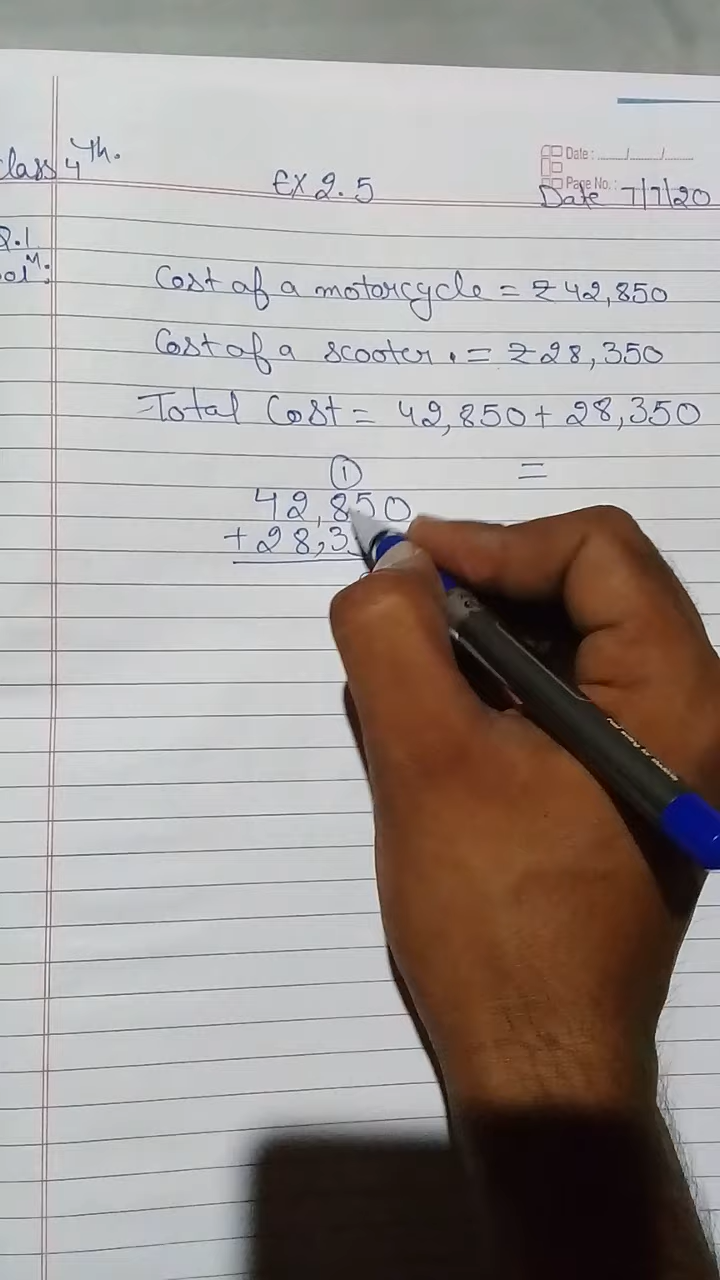 Class 4th.
Date : ....../....../......
Page No. :
Ex 2.5
Date 7/7/20
Q.1
Solⁿ:
Cost of a motorcycle = ₹ 42,850
Cost of a scooter. = ₹ 28,350
Total Cost = 42,850 + 28,350
① =
42,850
+ 28,3